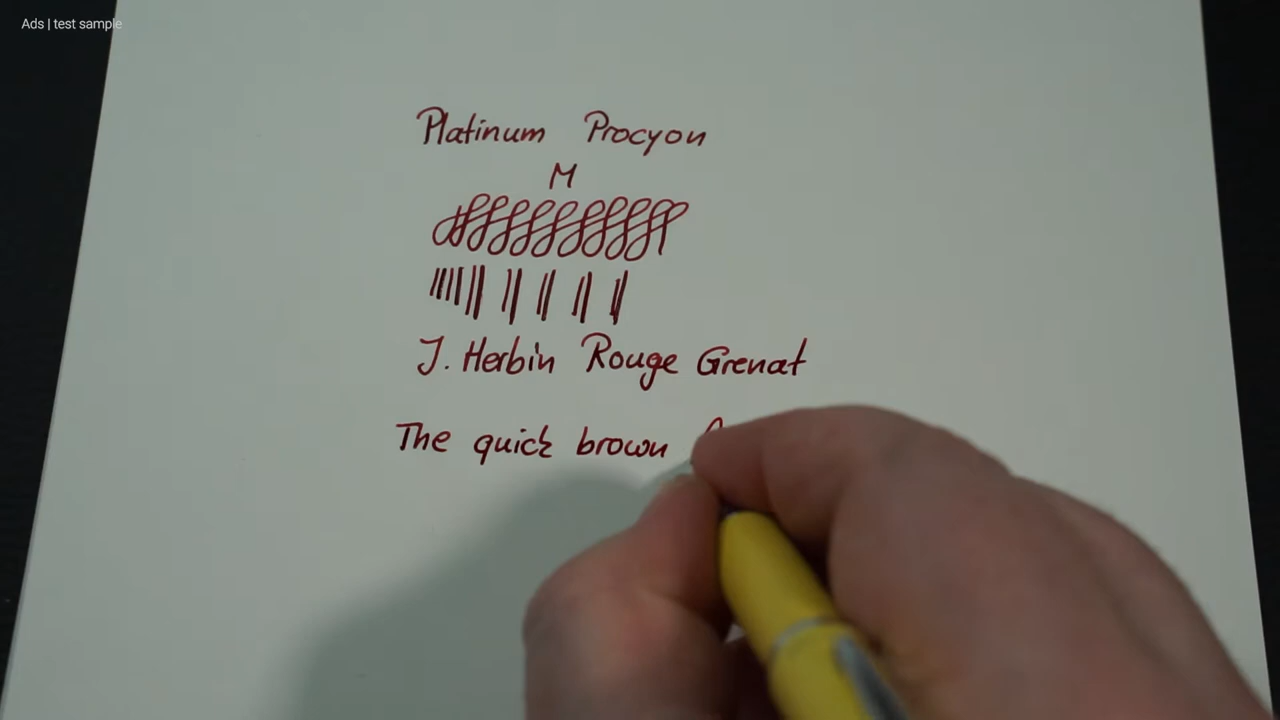 Ads | test sample
Platinum Procyon
M
J. Herbin Rouge Grenat
The quick brown